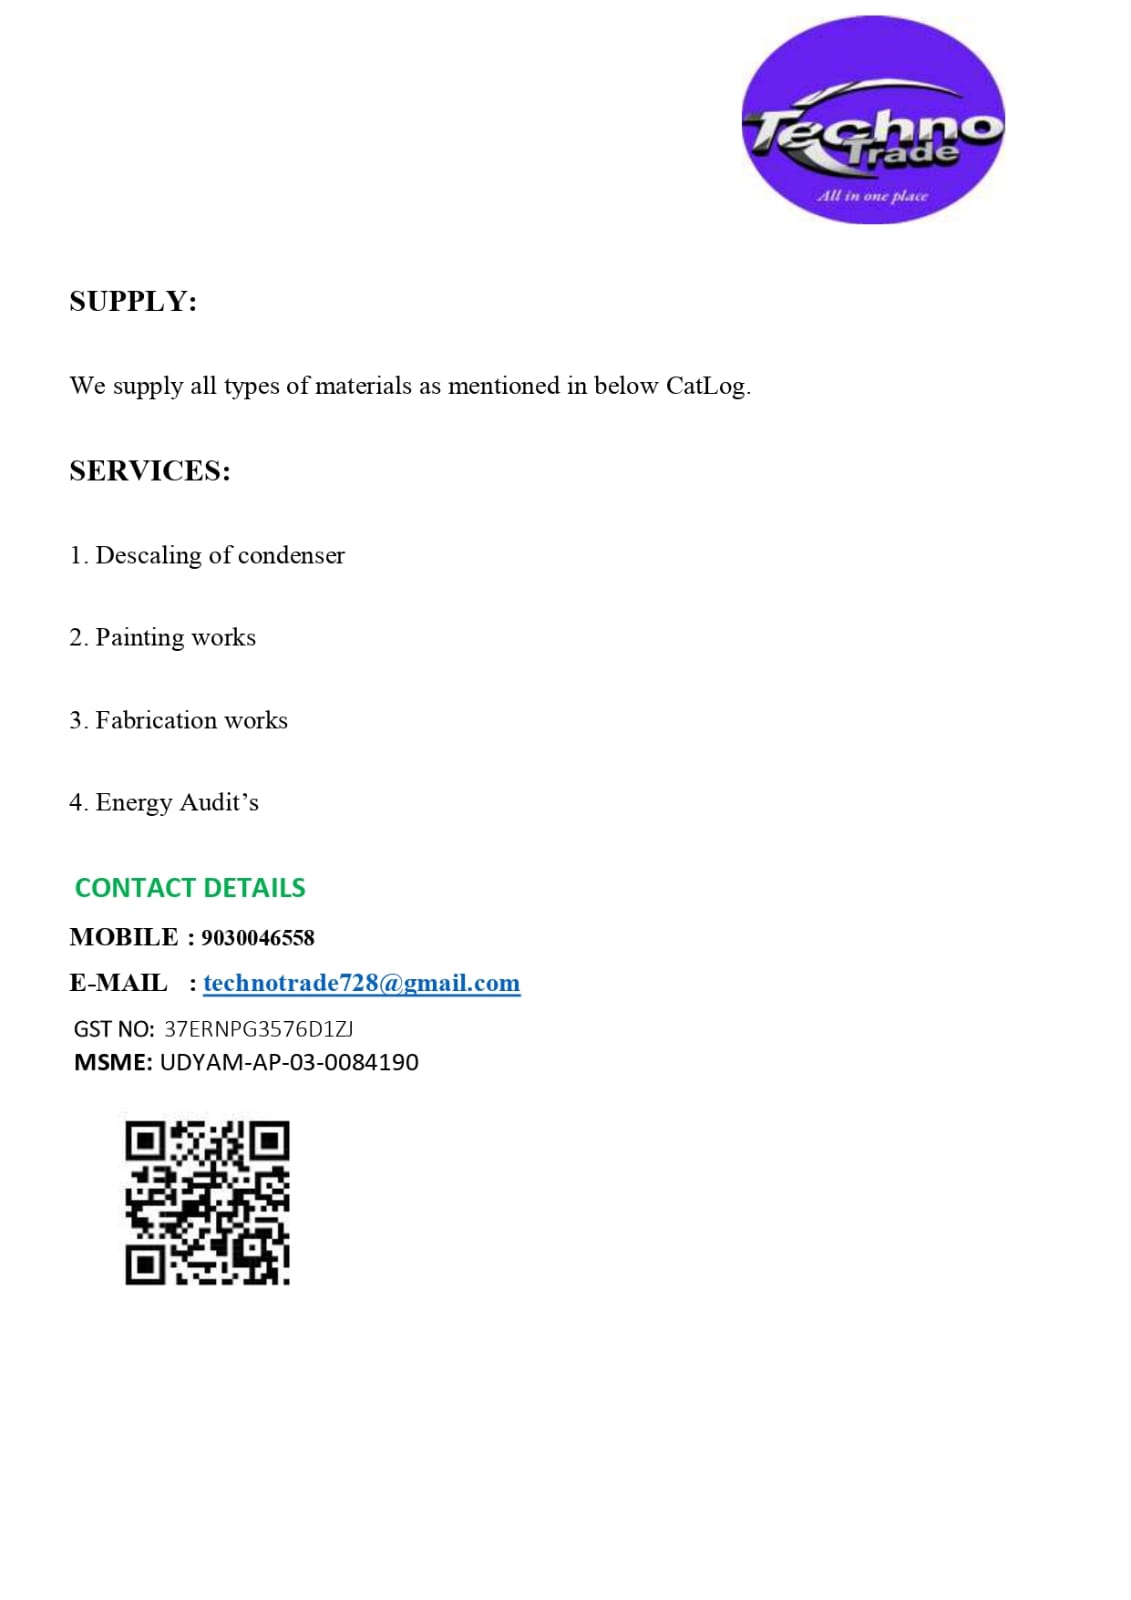 Techno
Trade
All in one place
SUPPLY:
We supply all types of materials as mentioned in below CatLog.
SERVICES:
1. Descaling of condenser
2. Painting works
3. Fabrication works
4. Energy Audit’s
CONTACT DETAILS
MOBILE : 9030046558
E-MAIL : technotrade728@gmail.com
GST NO: 37ERNPG3576D1ZJ
MSME: UDYAM-AP-03-0084190